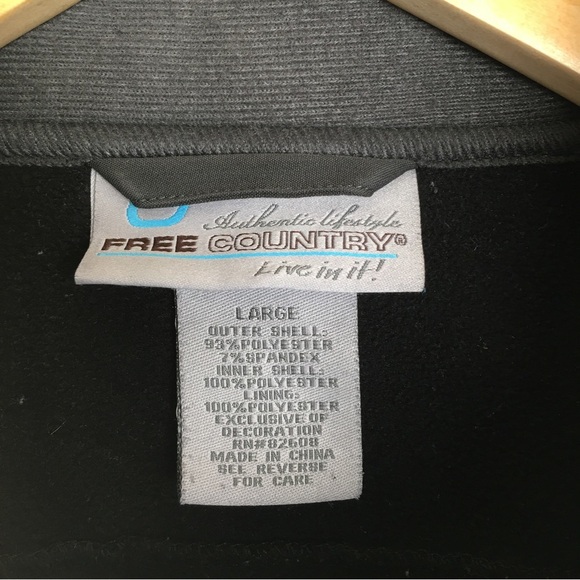 Authentic lifestyle
FREE COUNTRY®
Live in it!
LARGE
OUTER SHELL:
93%POLYESTER
7%SPANDEX
INNER SHELL:
100%POLYESTER
LINING:
100%POLYESTER
EXCLUSIVE OF
DECORATION
RN#82608
MADE IN CHINA
SEE REVERSE
FOR CARE